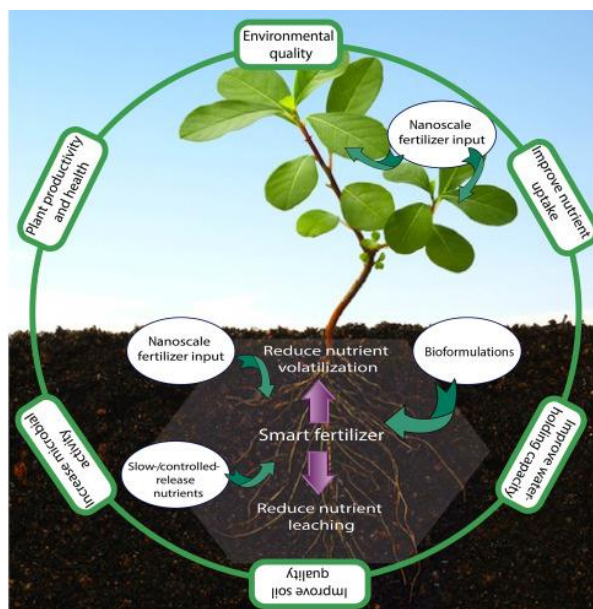 Environmental
quality
Nanoscale
fertilizer input
Plant productivity
and health
Improve nutrient
uptake
Nanoscale
fertilizer input
Reduce nutrient
volatilization
Bioformulations
Smart fertilizer
Increase microbial
activity
Slow-/controlled-
release nutrients
Improve water-
holding capacity
Reduce nutrient
leaching
Improve soil
quality